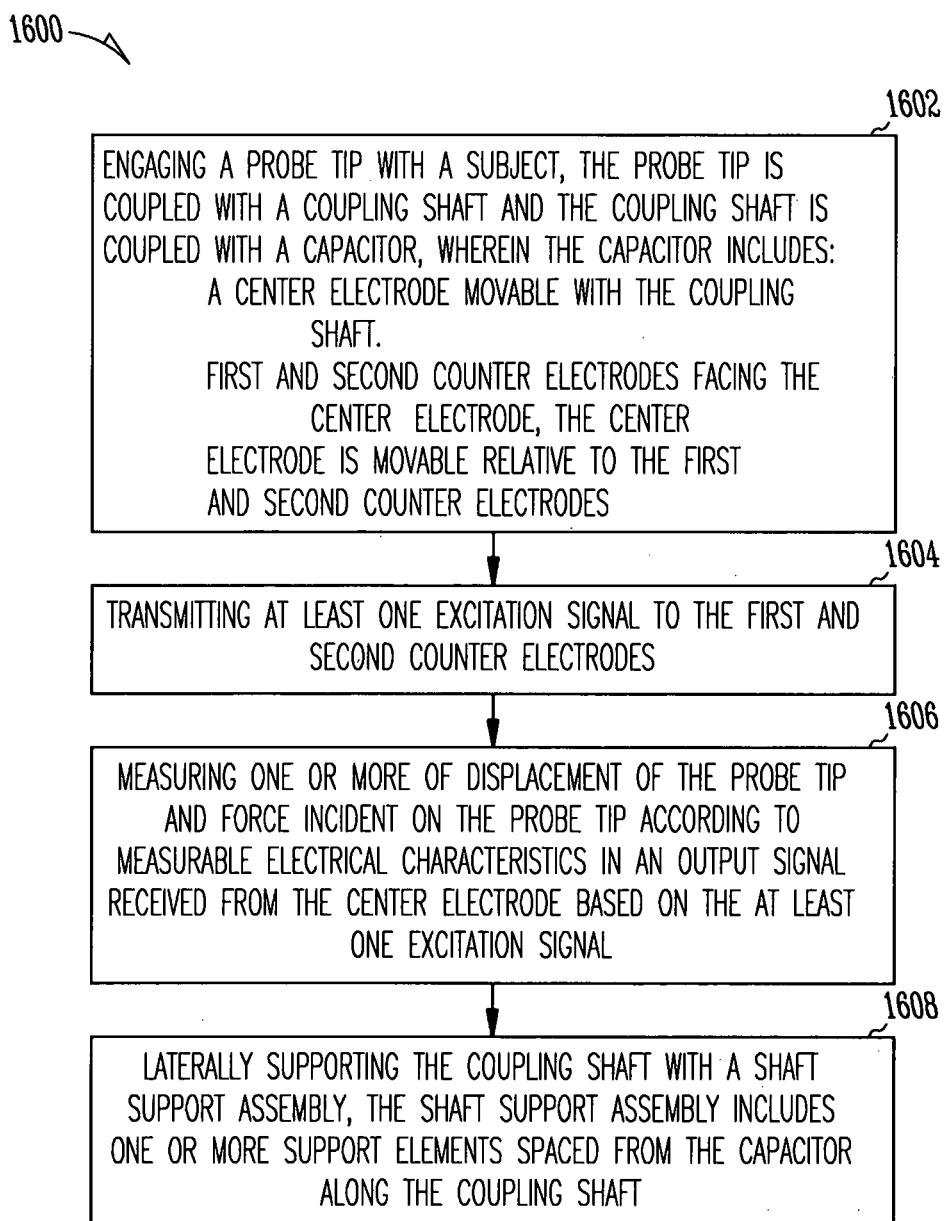 1600
1602
ENGAGING A PROBE TIP WITH A SUBJECT, THE PROBE TIP IS
COUPLED WITH A COUPLING SHAFT AND THE COUPLING SHAFT IS
COUPLED WITH A CAPACITOR, WHEREIN THE CAPACITOR INCLUDES:
A CENTER ELECTRODE MOVABLE WITH THE COUPLING
SHAFT.
FIRST AND SECOND COUNTER ELECTRODES FACING THE
CENTER ELECTRODE, THE CENTER
ELECTRODE IS MOVABLE RELATIVE TO THE FIRST
AND SECOND COUNTER ELECTRODES
1604
TRANSMITTING AT LEAST ONE EXCITATION SIGNAL TO THE FIRST AND
SECOND COUNTER ELECTRODES
1606
MEASURING ONE OR MORE OF DISPLACEMENT OF THE PROBE TIP
AND FORCE INCIDENT ON THE PROBE TIP ACCORDING TO
MEASURABLE ELECTRICAL CHARACTERISTICS IN AN OUTPUT SIGNAL
RECEIVED FROM THE CENTER ELECTRODE BASED ON THE AT LEAST
ONE EXCITATION SIGNAL
1608
LATERALLY SUPPORTING THE COUPLING SHAFT WITH A SHAFT
SUPPORT ASSEMBLY, THE SHAFT SUPPORT ASSEMBLY INCLUDES
ONE OR MORE SUPPORT ELEMENTS SPACED FROM THE CAPACITOR
ALONG THE COUPLING SHAFT